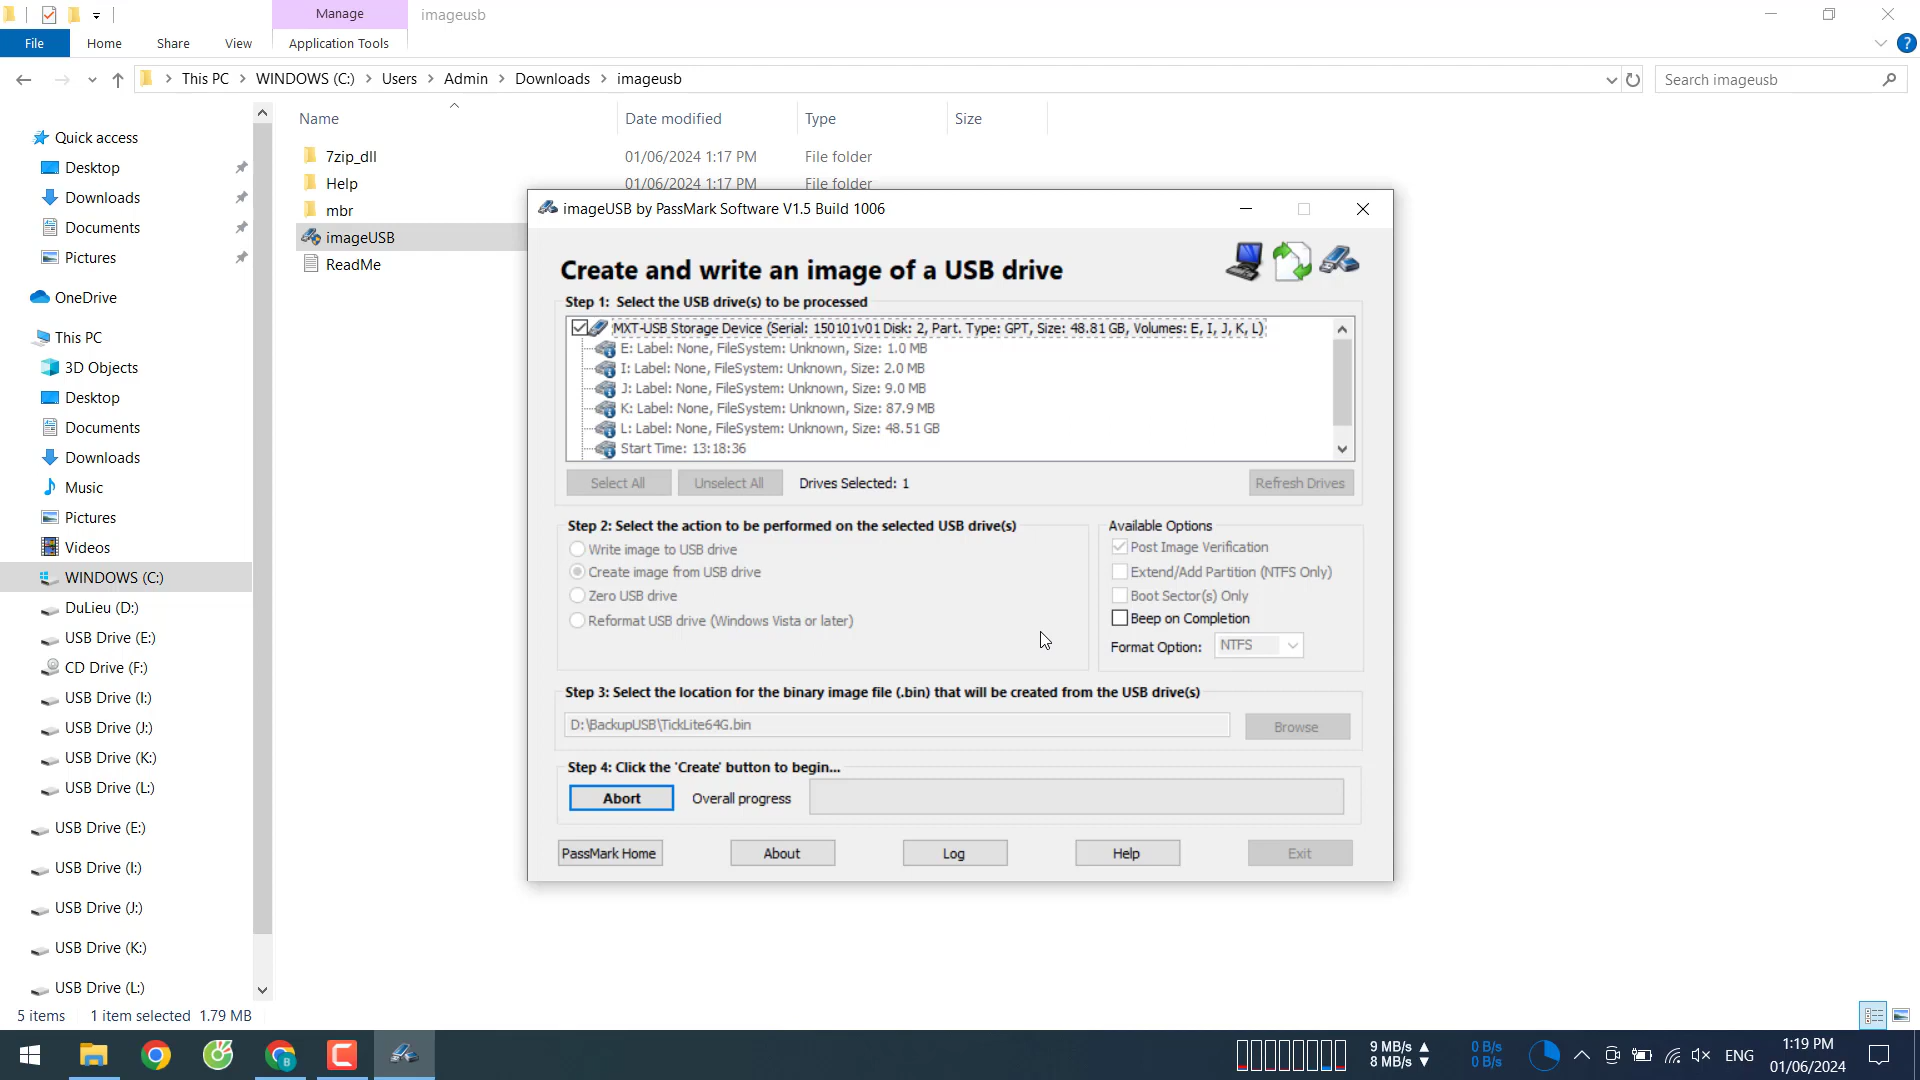 Manage
imageusb
File
Home
Share
View
Application Tools
This PC
WINDOWS (C:)
Users
Admin
Downloads
imageusb
Search imageusb
Name
Date modified
Type
Size
7zip_dll
01/06/2024 1:17 PM
File folder
Help
01/06/2024 1:17 PM
File folder
mbr
imageUSB
ReadMe
Quick access
Desktop
Downloads
Documents
Pictures
OneDrive
This PC
3D Objects
Desktop
Documents
Downloads
Music
Pictures
Videos
WINDOWS (C:)
DuLieu (D:)
USB Drive (E:)
CD Drive (F:)
USB Drive (I:)
USB Drive (J:)
USB Drive (K:)
USB Drive (L:)
USB Drive (E:)
USB Drive (I:)
USB Drive (J:)
USB Drive (K:)
USB Drive (L:)
imageUSB by PassMark Software V1.5 Build 1006
Create and write an image of a USB drive
Step 1: Select the USB drive(s) to be processed
MXT-USB Storage Device (Serial: 150101v01 Disk: 2, Part. Type: GPT, Size: 48.81 GB, Volumes: E, I, J, K, L)
E: Label: None, FileSystem: Unknown, Size: 1.0 MB
I: Label: None, FileSystem: Unknown, Size: 2.0 MB
J: Label: None, FileSystem: Unknown, Size: 9.0 MB
K: Label: None, FileSystem: Unknown, Size: 87.9 MB
L: Label: None, FileSystem: Unknown, Size: 48.51 GB
Start Time: 13:18:36
Select All
Unselect All
Drives Selected: 1
Refresh Drives
Step 2: Select the action to be performed on the selected USB drive(s)
Write image to USB drive
Create image from USB drive
Zero USB drive
Reformat USB drive (Windows Vista or later)
Available Options
Post Image Verification
Extend/Add Partition (NTFS Only)
Boot Sector(s) Only
Beep on Completion
Format Option:
NTFS
Step 3: Select the location for the binary image file (.bin) that will be created from the USB drive(s)
D:\BackupUSB\TickLite64G.bin
Browse
Step 4: Click the 'Create' button to begin...
Abort
Overall progress
PassMark Home
About
Log
Help
Exit
5 items
1 item selected 1.79 MB
B
9 MB/s
8 MB/s
0 B/s
0 B/s
ENG
1:19 PM
01/06/2024